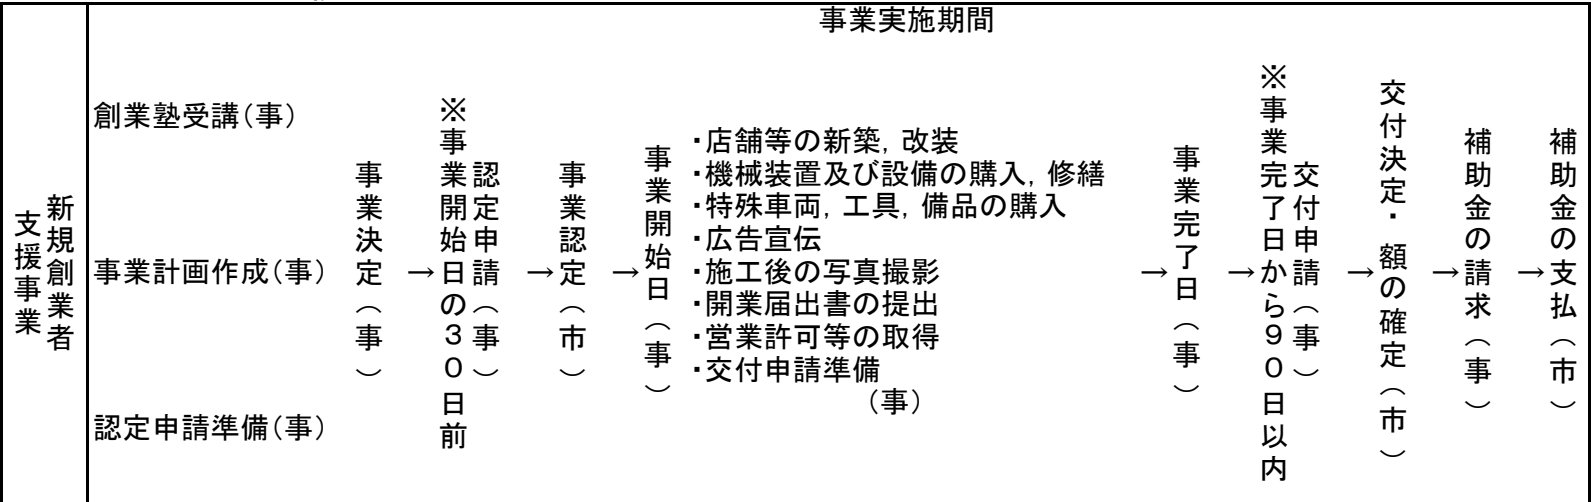 事業実施期間
新規創業者
支援事業
創業塾受講（事）
事業計画作成（事）
認定申請準備（事）
事業決定（事）
→
認定申請（事）
※事業開始日の３０日前
→
事業認定（市）
→
事業開始日（事）
・店舗等の新築，改装
・機械装置及び設備の購入，修繕
・特殊車両，工具，備品の購入
・広告宣伝
・施工後の写真撮影
・開業届出書の提出
・営業許可等の取得
・交付申請準備
（事）
→
事業完了日（事）
→
交付申請（事）
※事業完了日から９０日以内
→
交付決定・額の確定（市）
→
補助金の請求（事）
→
補助金の支払（市）